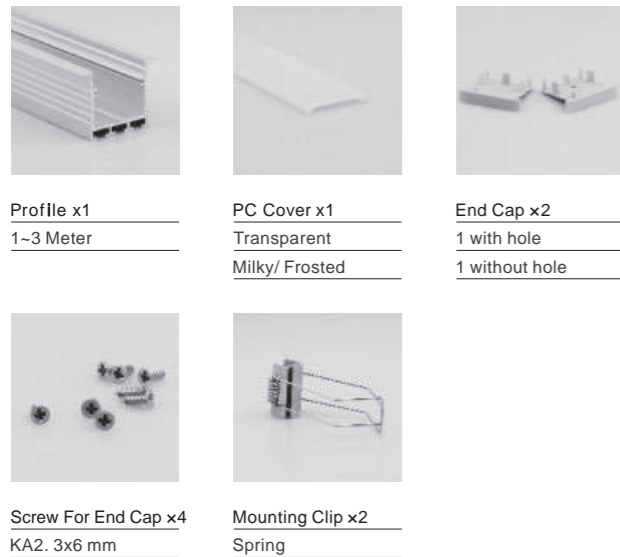 Profile x1
1~3 Meter
PC Cover x1
Transparent
Milky/ Frosted
End Cap ×2
1 with hole
1 without hole
Screw For End Cap ×4
KA2. 3x6 mm
Mounting Clip ×2
Spring